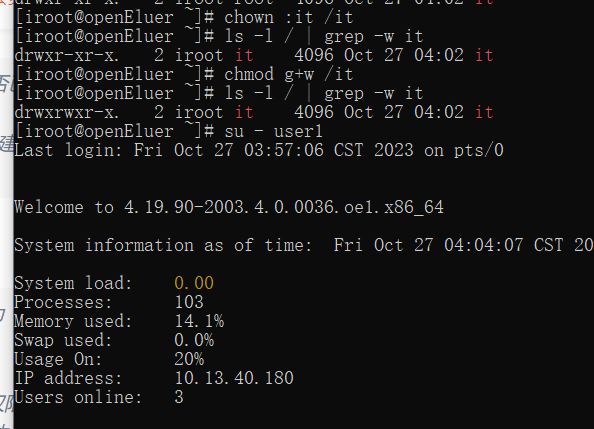 drwxr-xr-x.   2 iroot root  4096 Oct 27 04:02 it
[iroot@openEluer ~]# chown :it /it
[iroot@openEluer ~]# ls -l / | grep -w it
drwxr-xr-x.   2 iroot it    4096 Oct 27 04:02 it
[iroot@openEluer ~]# chmod g+w /it
[iroot@openEluer ~]# ls -l / | grep -w it
drwxrwxr-x.   2 iroot it    4096 Oct 27 04:02 it
[iroot@openEluer ~]# su - user1
Last login: Fri Oct 27 03:57:06 CST 2023 on pts/0
Welcome to 4.19.90-2003.4.0.0036.oe1.x86_64
System information as of time:  Fri Oct 27 04:04:07 CST 20
System load:    0.00
Processes:      103
Memory used:    14.1%
Swap used:      0.0%
Usage On:       20%
IP address:     10.13.40.180
Users online:   3